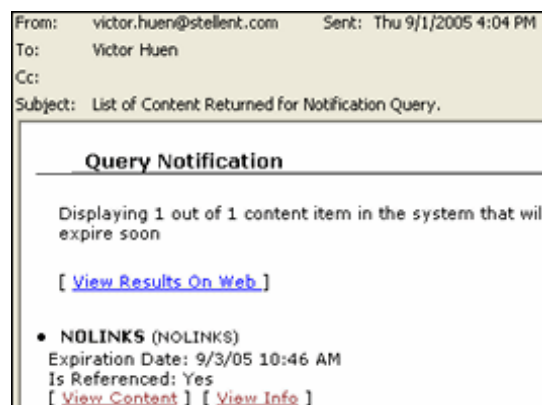 From: victor.huen@stellent.com Sent: Thu 9/1/2005 4:04 PM
To: Victor Huen
Cc:
Subject: List of Content Returned for Notification Query.
Query Notification
Displaying 1 out of 1 content item in the system that wil
expire soon
[ View Results On Web ]
• NOLINKS (NOLINKS)
Expiration Date: 9/3/05 10:46 AM
Is Referenced: Yes
[ View Content ] [ View Info ]